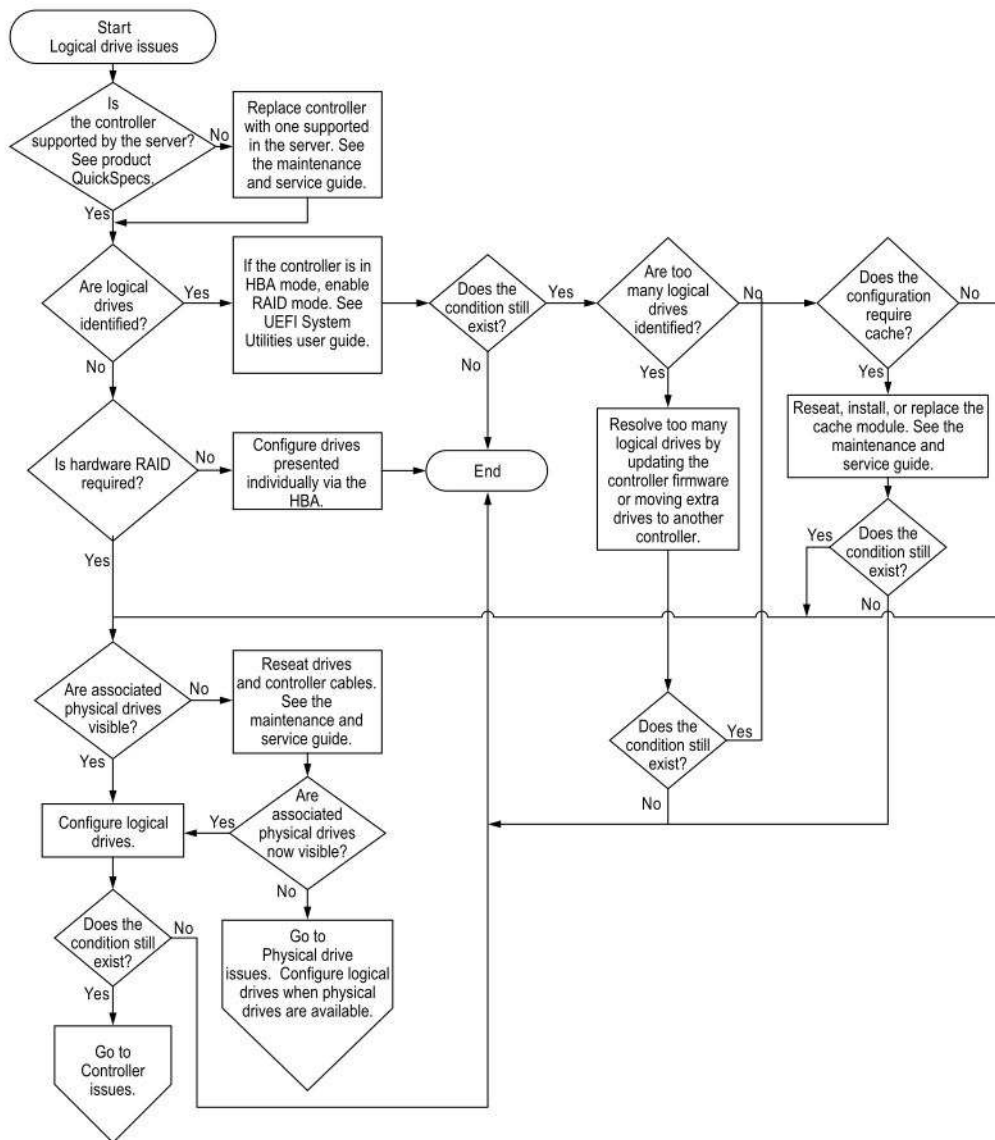 Start
Logical drive issues
Is
the controller
supported by the server?
See product
QuickSpecs.
No
Replace controller
with one supported
in the server. See
the maintenance
and service guide.
Yes
Are logical
drives
identified?
Yes
If the controller is in
HBA mode, enable
RAID mode. See
UEFI System
Utilities user guide.
Does the
condition still
exist?
Yes
Are too
many logical
drives
identified?
No
Does the
configuration
require
cache?
No
No
No
Yes
Yes
Is hardware RAID
required?
No
Configure drives
presented
individually via the
HBA.
End
Resolve too many
logical drives by
updating the
controller firmware
or moving extra
drives to another
controller.
Reseat, install, or replace the
cache module. See the
maintenance and
service guide.
Yes
Does the
condition still
exist?
No
Yes
Are associated
physical drives
visible?
No
Reseat drives
and controller cables.
See the
maintenance and
service guide.
Does the
condition still
exist?
Yes
No
Yes
Configure logical
drives.
Yes
Are
associated
physical drives
now visible?
No
Does the
condition still
exist?
No
Yes
Go to
Physical drive
issues. Configure logical
drives when physical
drives are available.
Go to
Controller
issues.